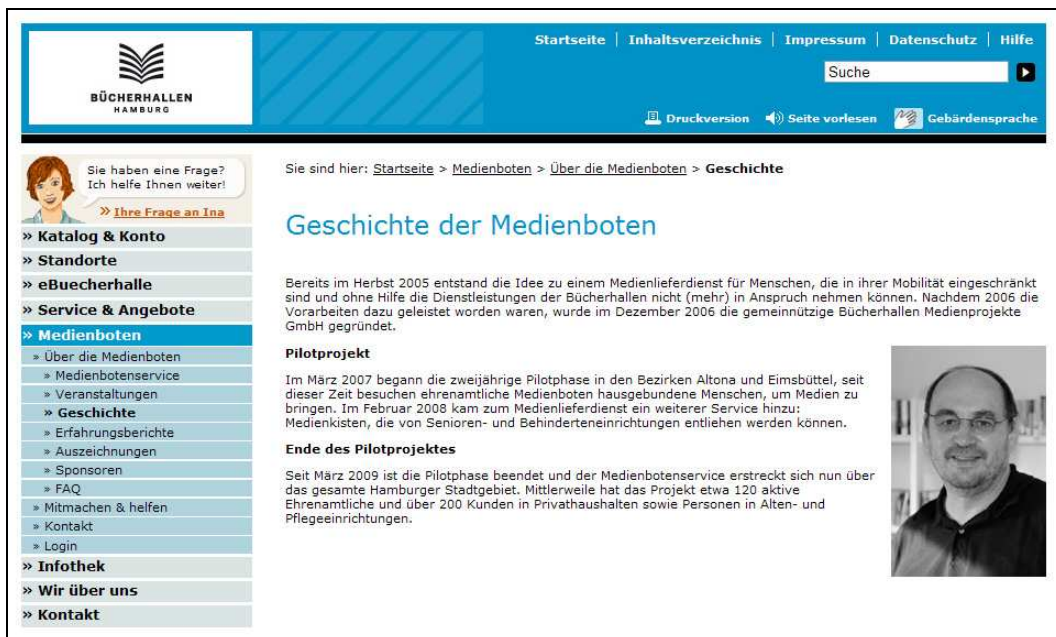 BÜCHERHALLEN
HAMBURG
Startseite | Inhaltsverzeichnis | Impressum | Datenschutz | Hilfe
Suche
Druckversion Seite vorlesen Gebärdensprache
Sie haben eine Frage?
Ich helfe Ihnen weiter!
» Ihre Frage an Ina
» Katalog & Konto
» Standorte
» eBuecherhalle
» Service & Angebote
» Medienboten
» Über die Medienboten
» Medienbotenservice
» Veranstaltungen
» Geschichte
» Erfahrungsberichte
» Auszeichnungen
» Sponsoren
» FAQ
» Mitmachen & helfen
» Kontakt
» Login
» Infothek
» Wir über uns
» Kontakt
Sie sind hier: Startseite > Medienboten > Über die Medienboten > Geschichte
Geschichte der Medienboten
Bereits im Herbst 2005 entstand die Idee zu einem Medienlieferdienst für Menschen, die in ihrer Mobilität eingeschränkt
sind und ohne Hilfe die Dienstleistungen der Bücherhallen nicht (mehr) in Anspruch nehmen können. Nachdem 2006 die
Vorarbeiten dazu geleistet worden waren, wurde im Dezember 2006 die gemeinnützige Bücherhallen Medienprojekte
GmbH gegründet.
Pilotprojekt
Im März 2007 begann die zweijährige Pilotphase in den Bezirken Altona und Eimsbüttel, seit
dieser Zeit besuchen ehrenamtliche Medienboten hausgebundene Menschen, um Medien zu
bringen. Im Februar 2008 kam zum Medienlieferdienst ein weiterer Service hinzu:
Medienkisten, die von Senioren- und Behinderteneinrichtungen entliehen werden können.
Ende des Pilotprojektes
Seit März 2009 ist die Pilotphase beendet und der Medienbotenservice erstreckt sich nun über
das gesamte Hamburger Stadtgebiet. Mittlerweile hat das Projekt etwa 120 aktive
Ehrenamtliche und über 200 Kunden in Privathaushalten sowie Personen in Alten- und
Pflegeeinrichtungen.